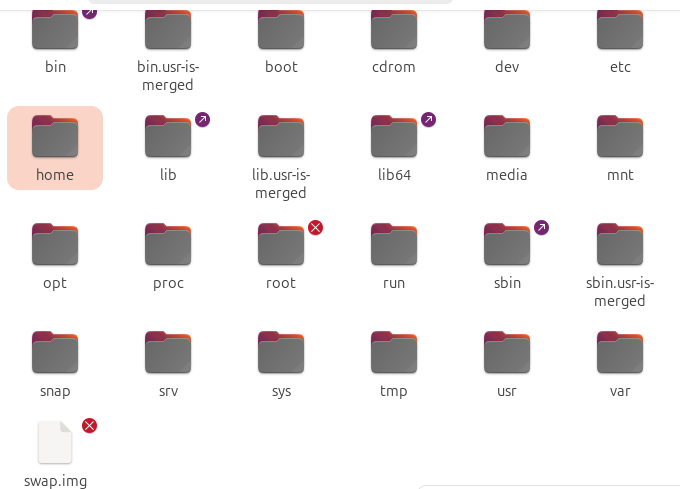 bin
bin.usr-is-
merged
boot
cdrom
dev
etc
home
lib
lib.usr-is-
merged
lib64
media
mnt
opt
proc
root
run
sbin
sbin.usr-is-
merged
snap
srv
sys
tmp
usr
var
swap.img